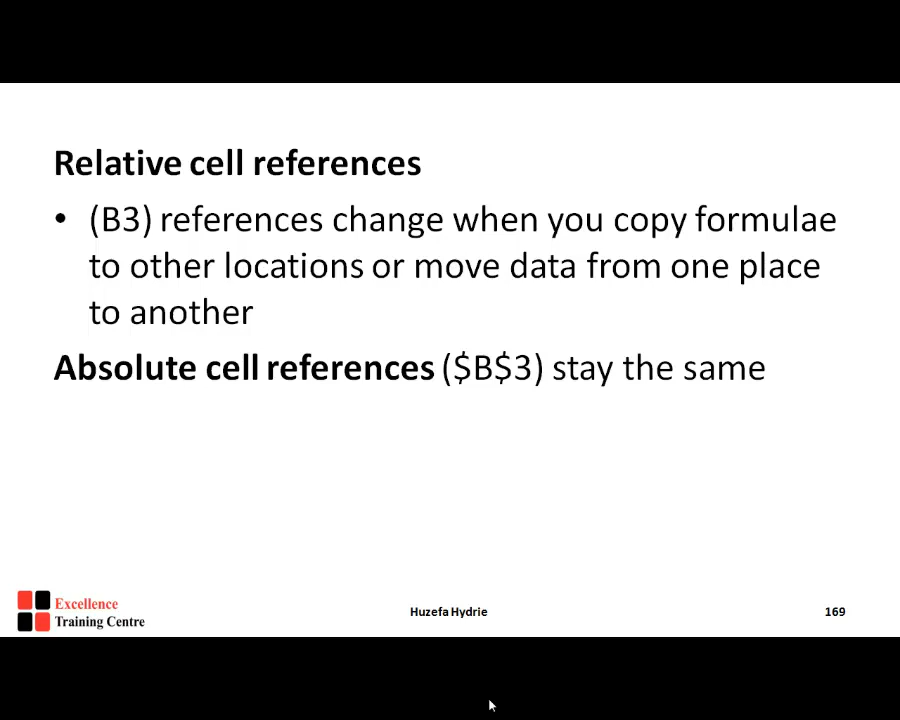 Relative cell references
• (B3) references change when you copy formulae
to other locations or move data from one place
to another
Absolute cell references ($B$3) stay the same
Excellence
Training Centre
Huzefa Hydrie
169